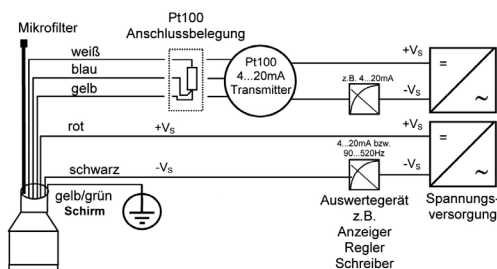 Pt100
Anschlussbelegung
Mikrofilter
weiß
blau
gelb
Pt100
4...20mA
Transmitter
+VS
z.B. 4...20mA
-VS
=
~
rot
+VS
+VS
4...20mA bzw.
90...520Hz
=
~
schwarz
-VS
-VS
gelb/grün
Schirm
Auswertegerät
z.B.
Anzeiger
Regler
Schreiber
Spannungs-
versorgung